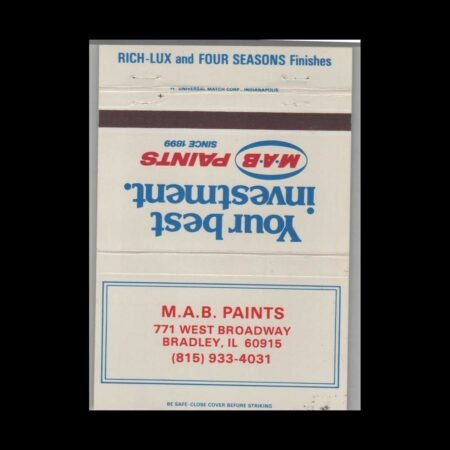 RICH-LUX and FOUR SEASONS Finishes
UNIVERSAL MATCH CORP., INDIANAPOLIS
Your best
investment.
M·A·B PAINTS
SINCE 1899
M.A.B. PAINTS
771 WEST BROADWAY
BRADLEY, IL 60915
(815) 933-4031
BE SAFE-CLOSE COVER BEFORE STRIKING